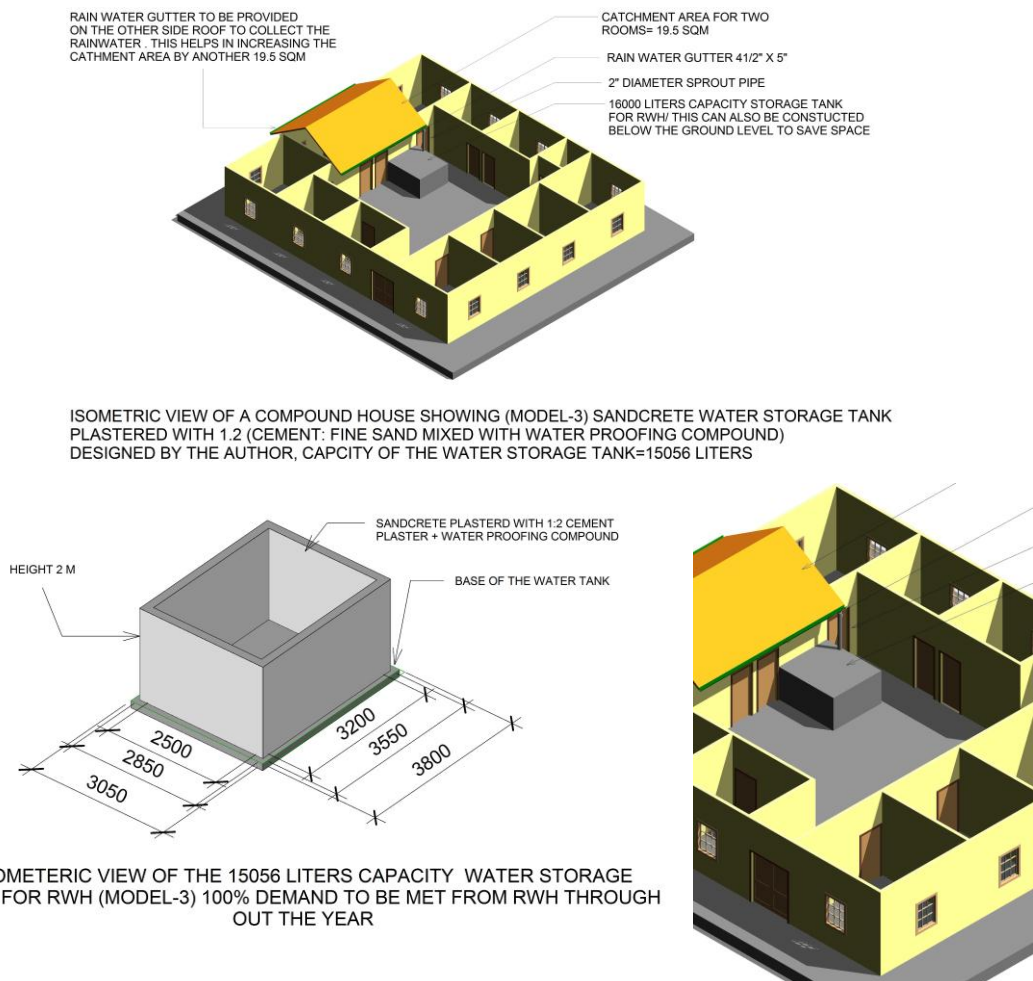 RAIN WATER GUTTER TO BE PROVIDED
ON THE OTHER SIDE ROOF TO COLLECT THE
RAINWATER . THIS HELPS IN INCREASING THE
CATHMENT AREA BY ANOTHER 19.5 SQM
CATCHMENT AREA FOR TWO
ROOMS= 19.5 SQM
RAIN WATER GUTTER 41/2" X 5"
2" DIAMETER SPROUT PIPE
16000 LITERS CAPACITY STORAGE TANK
FOR RWH/ THIS CAN ALSO BE CONSTUCTED
BELOW THE GROUND LEVEL TO SAVE SPACE
ISOMETRIC VIEW OF A COMPOUND HOUSE SHOWING (MODEL-3) SANDCRETE WATER STORAGE TANK
PLASTERED WITH 1.2 (CEMENT: FINE SAND MIXED WITH WATER PROOFING COMPOUND)
DESIGNED BY THE AUTHOR, CAPCITY OF THE WATER STORAGE TANK=15056 LITERS
SANDCRETE PLASTERD WITH 1:2 CEMENT
PLASTER + WATER PROOFING COMPOUND
HEIGHT 2 M
BASE OF THE WATER TANK
2500
2850
3050
3200
3550
3800
OMETERIC VIEW OF THE 15056 LITERS CAPACITY WATER STORAGE
FOR RWH (MODEL-3) 100% DEMAND TO BE MET FROM RWH THROUGH
OUT THE YEAR